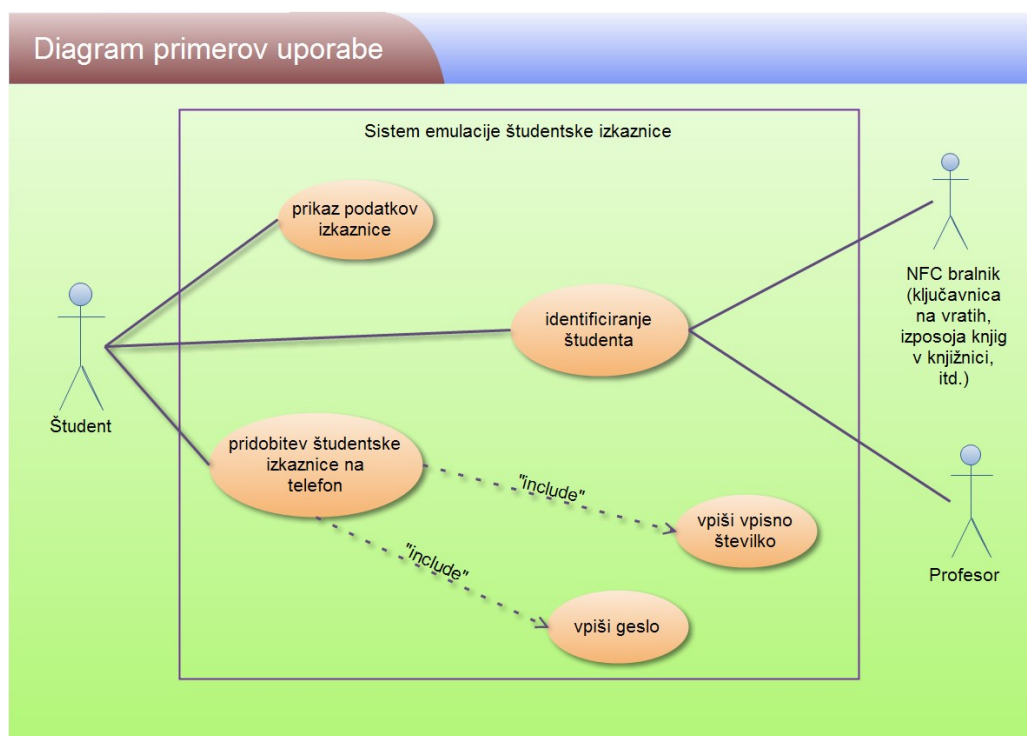 Diagram primerov uporabe
Sistem emulacije študentske izkaznice
prikaz podatkov
izkaznice
identificiranje
študenta
NFC bralnik
(ključavnica
na vratih,
izposoja knjig
v knjižnici,
itd.)
Študent
pridobitev študentske
izkaznice na
telefon
"include"
"include"
vpiši vpisno
številko
vpiši geslo
Profesor